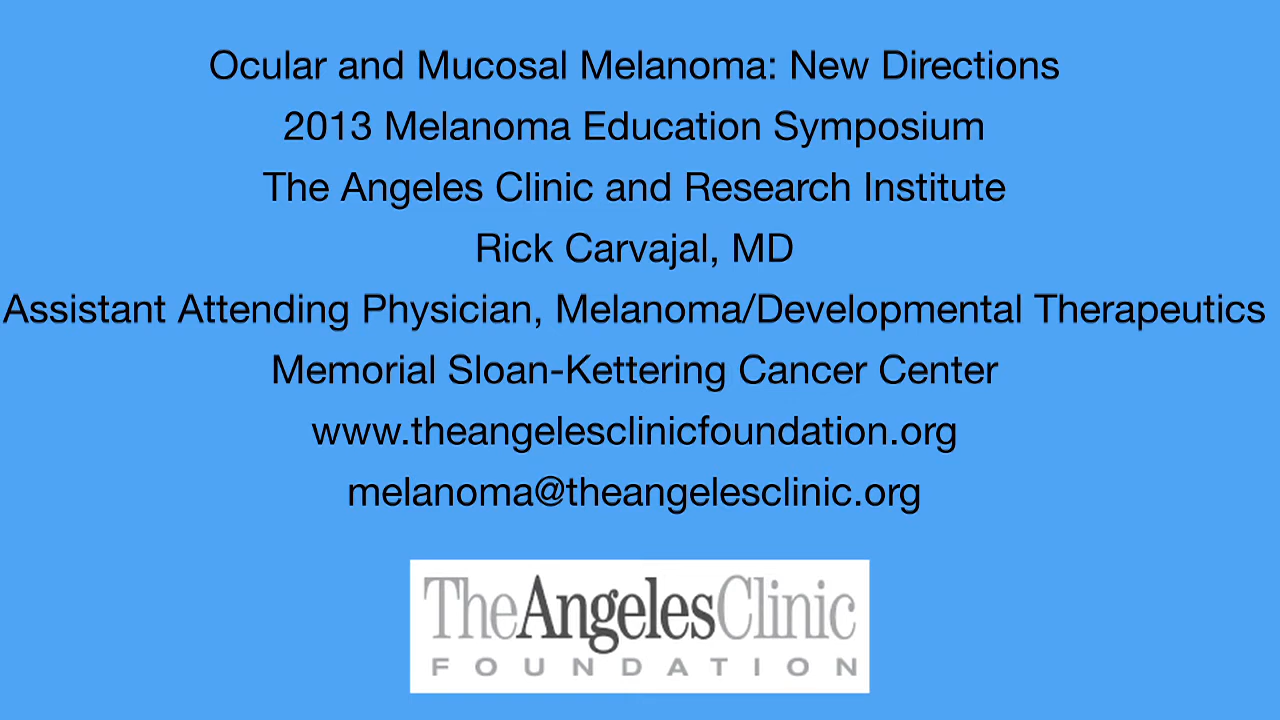 Ocular and Mucosal Melanoma: New Directions
2013 Melanoma Education Symposium
The Angeles Clinic and Research Institute
Rick Carvajal, MD
Assistant Attending Physician, Melanoma/Developmental Therapeutics
Memorial Sloan-Kettering Cancer Center
www.theangelesclinicfoundation.org
melanoma@theangelesclinic.org
TheAngelesClinic
FOUNDATION